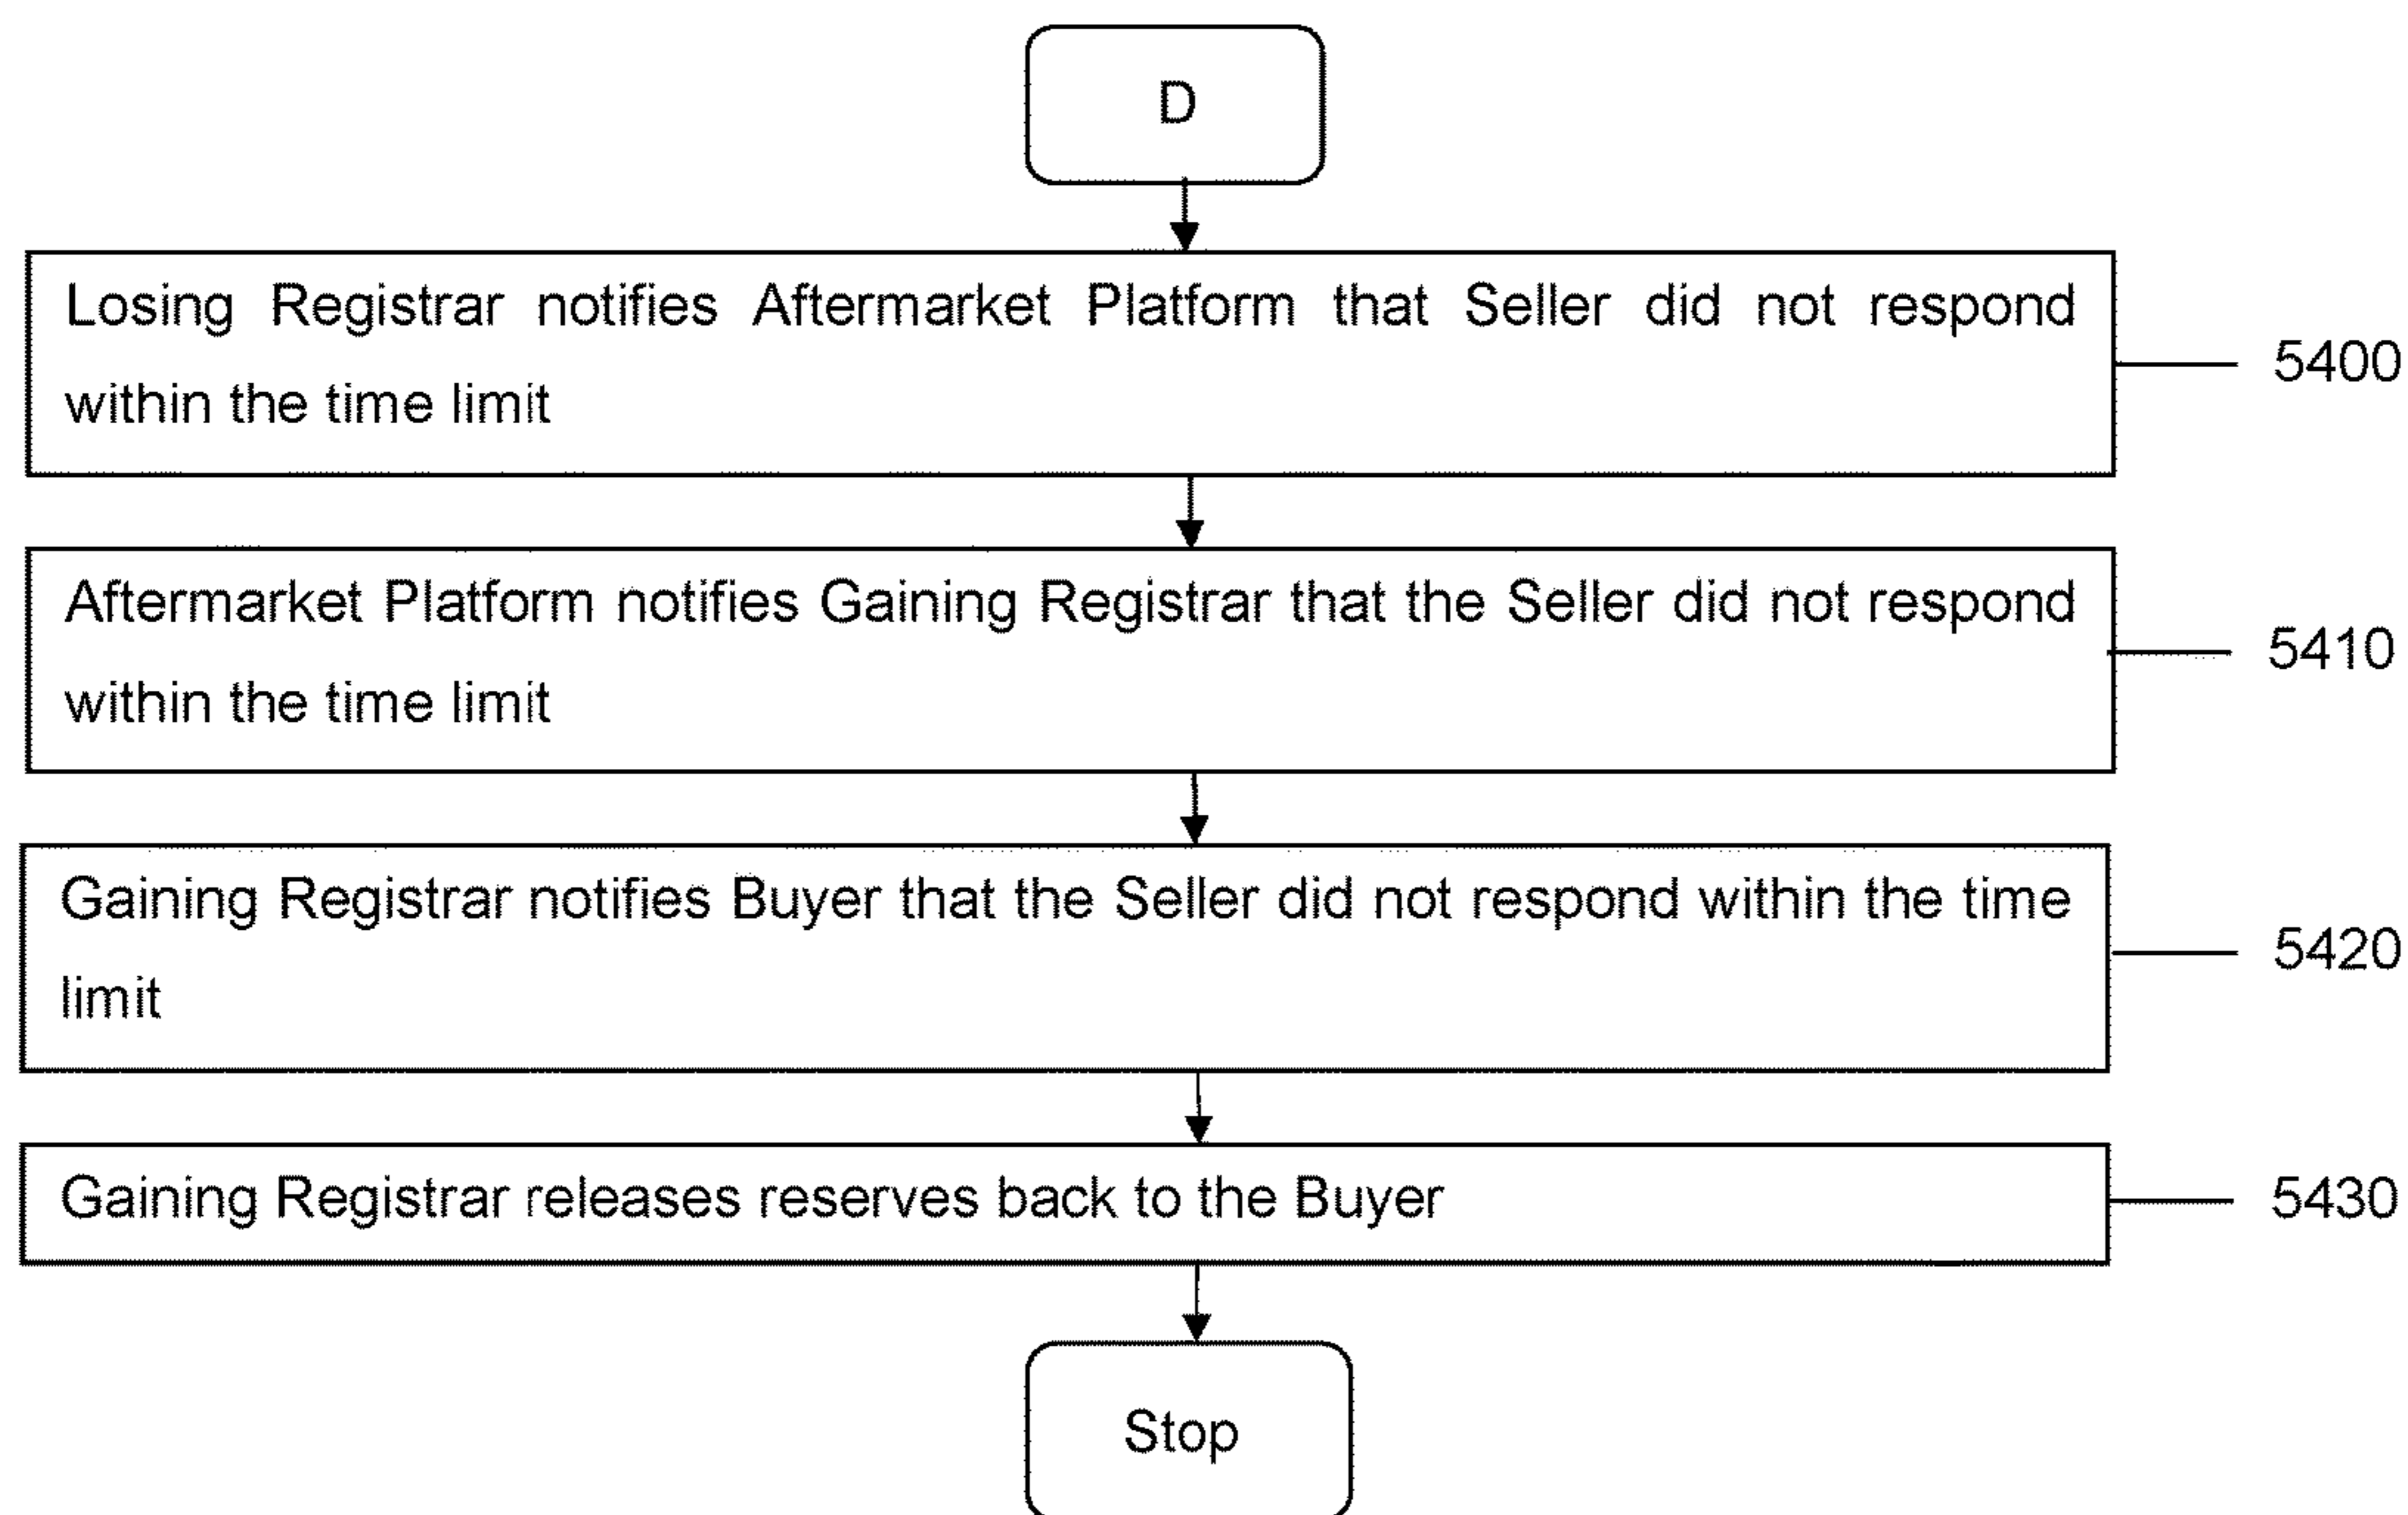 D
Losing Registrar notifies Aftermarket Platform that Seller did not respond
within the time limit
5400
Aftermarket Platform notifies Gaining Registrar that the Seller did not respond
within the time limit
5410
Gaining Registrar notifies Buyer that the Seller did not respond within the time
limit
5420
Gaining Registrar releases reserves back to the Buyer
5430
Stop